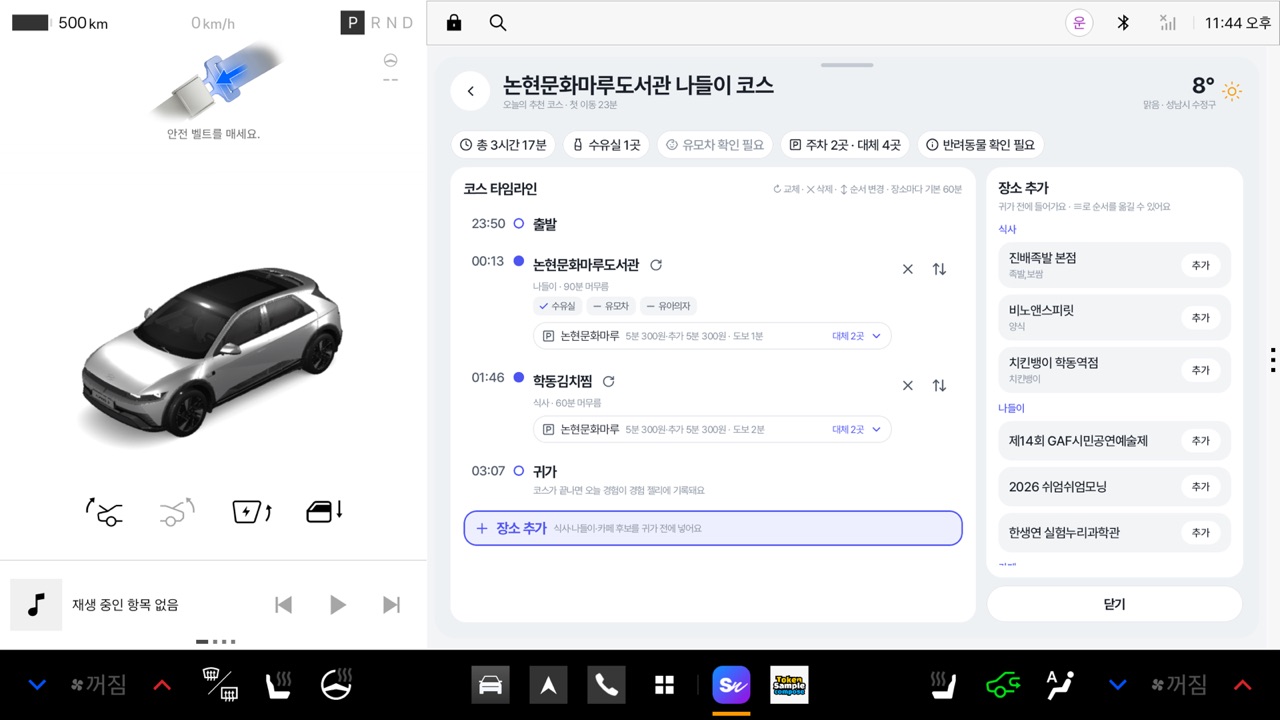 500 km
0 km/h
P R N D
안전 벨트를 매세요.
--
재생 중인 항목 없음
운
11:44 오후
논현문화마루도서관 나들이 코스
오늘의 추천 코스 · 첫 이동 23분
8°
맑음 · 성남시 수정구
총 3시간 17분
수유실 1곳
유모차 확인 필요
주차 2곳 · 대체 4곳
반려동물 확인 필요
코스 타임라인
교체 · 삭제 · 순서 변경 · 장소마다 기본 60분
23:50 출발
00:13 논현문화마루도서관
나들이 · 90분 머무름
수유실
유모차
유아의자
P 논현문화마루 5분 300원·추가 5분 300원 · 도보 1분 대체 2곳
01:46 학동김치찜
식사 · 60분 머무름
P 논현문화마루 5분 300원·추가 5분 300원 · 도보 2분 대체 2곳
03:07 귀가
코스가 끝나면 오늘 경험이 경험 젤리에 기록돼요
+ 장소 추가 식사·나들이·카페 후보를 귀가 전에 넣어요
장소 추가
귀가 전에 들어가요 · ≡로 순서를 옮길 수 있어요
식사
진배족발 본점
족발,보쌈
추가
비노앤스피릿
양식
추가
치킨뱅이 학동역점
치킨뱅이
추가
나들이
제14회 GAF시민공연예술제
추가
2026 쉬엄쉬엄모닝
추가
한생연 실험누리과학관
추가
닫기
꺼짐
Token
Sample
compose
A
꺼짐